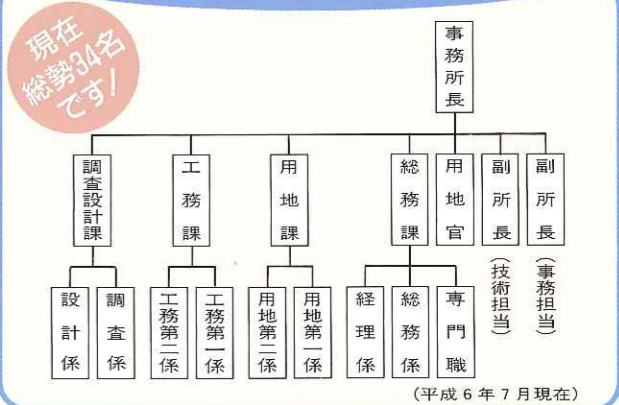 現在
総勢34名
です!
事務所長
副所長
(事務担当)
副所長
(技術担当)
用地官
総務課
用地課
工務課
調査設計課
専門職
総務係
経理係
用地第一係
用地第二係
工務第一係
工務第二係
調査係
設計係
(平成6年7月現在)